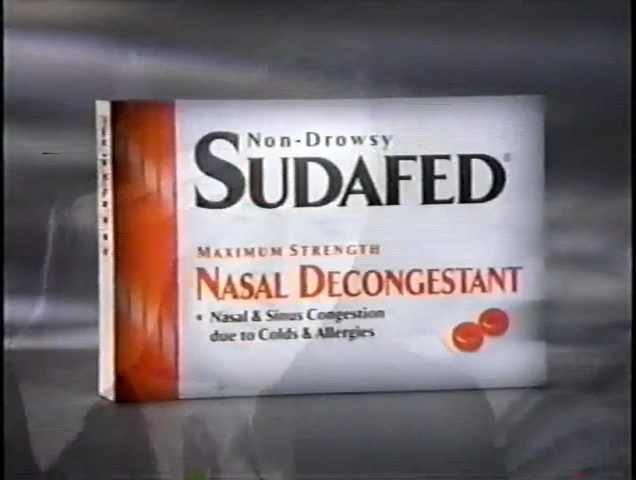 Non-Drowsy
SUDAFED®
MAXIMUM STRENGTH
NASAL DECONGESTANT
• Nasal & Sinus Congestion
due to Colds & Allergies